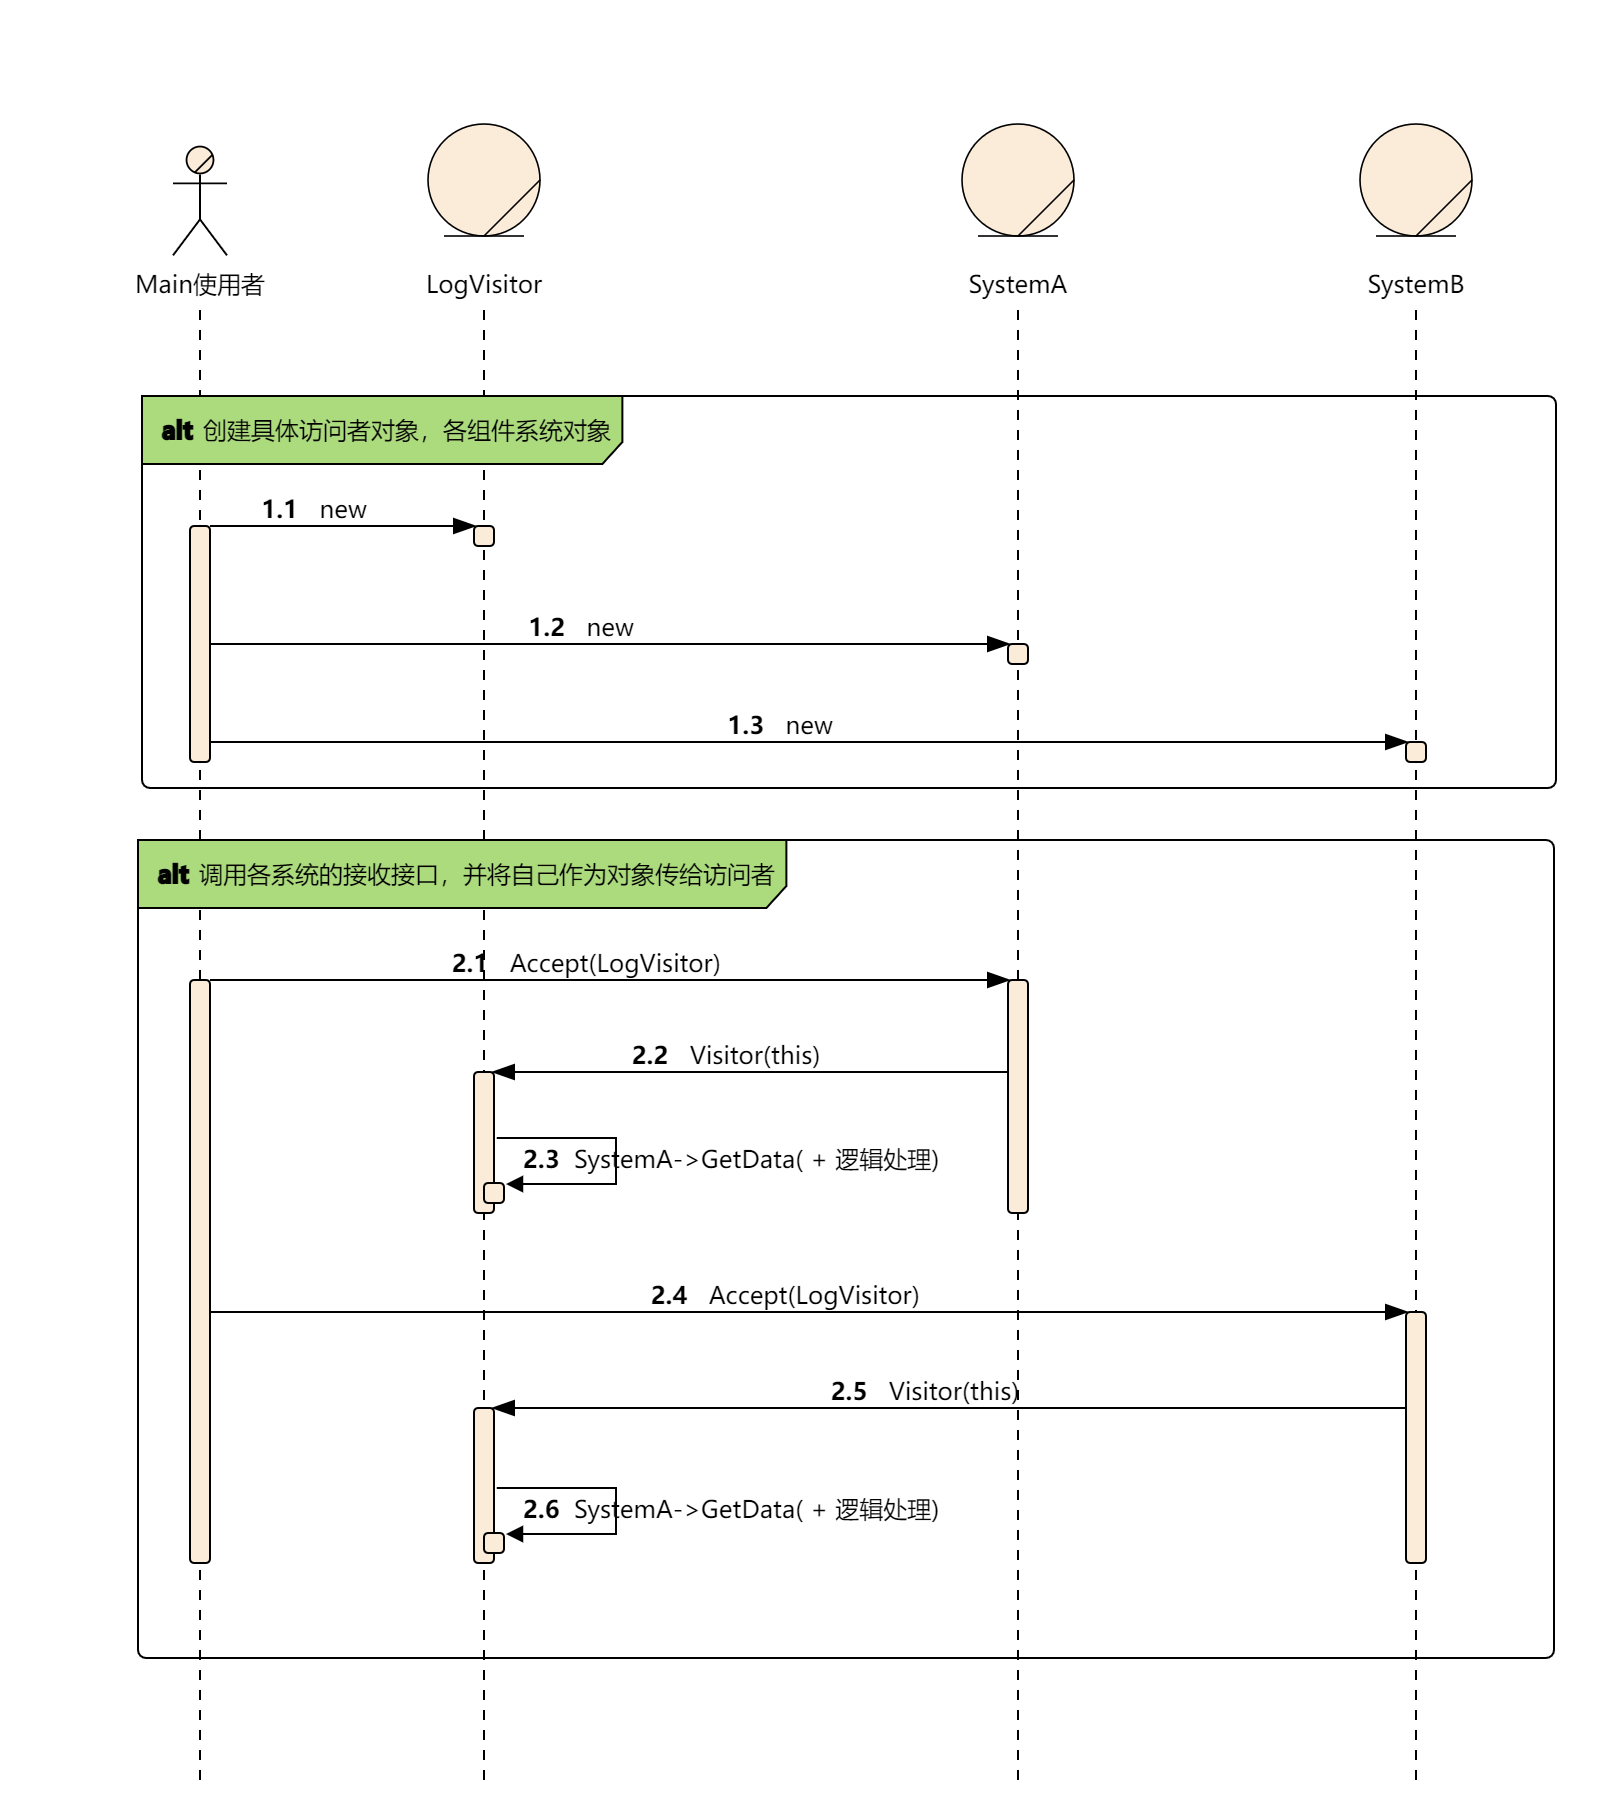 Main使用者
LogVisitor
SystemA
SystemB
alt 创建具体访问者对象，各组件系统对象
1.1 new
1.2 new
1.3 new
alt 调用各系统的接收接口，并将自己作为对象传给访问者
2.1 Accept(LogVisitor)
2.2 Visitor(this)
2.3 SystemA->GetData( + 逻辑处理)
2.4 Accept(LogVisitor)
2.5 Visitor(this)
2.6 SystemA->GetData( + 逻辑处理)